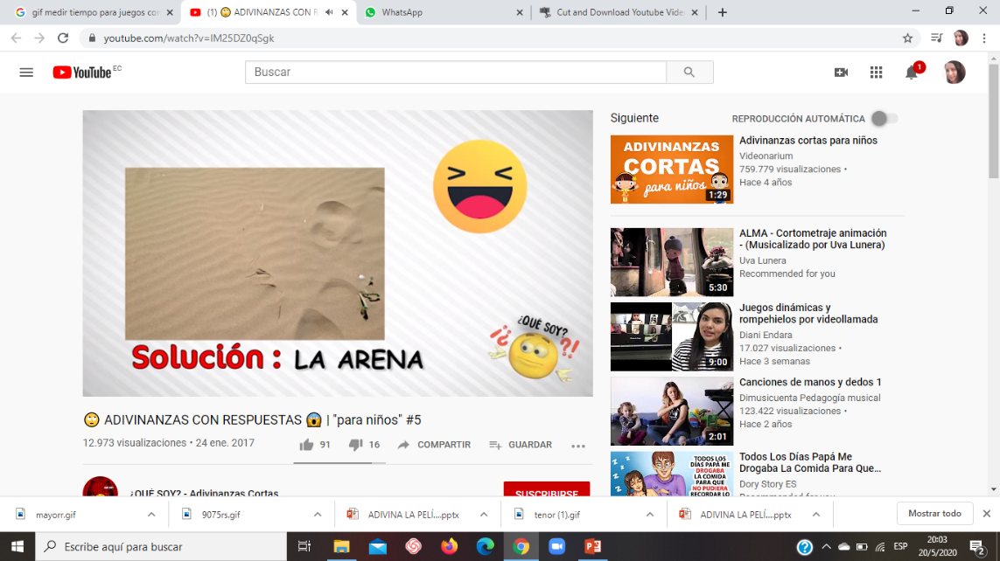 gif medir tiempo para juegos con
(1) 🙄 ADIVINANZAS CON R
WhatsApp
Cut and Download Youtube Vide
youtube.com/watch?v=IM25DZ0qSgk
YouTube EC
Buscar
1
Solución : LA ARENA
¿QUÉ SOY?
¿¿ ?!
🙄 ADIVINANZAS CON RESPUESTAS 😱 | "para niños" #5
12.973 visualizaciones • 24 ene. 2017
91
16
COMPARTIR
GUARDAR
¿QUÉ SOY? - Adivinanzas Cortas
SUSCRIBIRSE
Siguiente
REPRODUCCIÓN AUTOMÁTICA
ADIVINANZAS
CORTAS
para niños
1:29
Adivinanzas cortas para niños
Videonarium
759.779 visualizaciones •
Hace 4 años
5:30
ALMA - Cortometraje animación
- (Musicalizado por Uva Lunera)
Uva Lunera
Recommended for you
9:00
Juegos dinámicas y
rompehielos por videollamada
Diani Endara
17.027 visualizaciones •
Hace 3 semanas
2:01
Canciones de manos y dedos 1
Dimusicuento Pedagogía musical
123.422 visualizaciones •
Hace 2 años
TODOS LOS
DÍAS PAPÁ ME
DROGABA
LA COMIDA
PARA QUE
NO PUDIERA
RECORDAR LO
Todos Los Días Papá Me
Drogaba La Comida Para Que...
Dory Story ES
Recommended for you
mayorr.gif
9075rs.gif
ADIVINA LA PELÍ....pptx
tenor (1).gif
ADIVINA LA PELÍ....pptx
Mostrar todo
Escribe aquí para buscar
ESP
20:03
20/5/2020
2